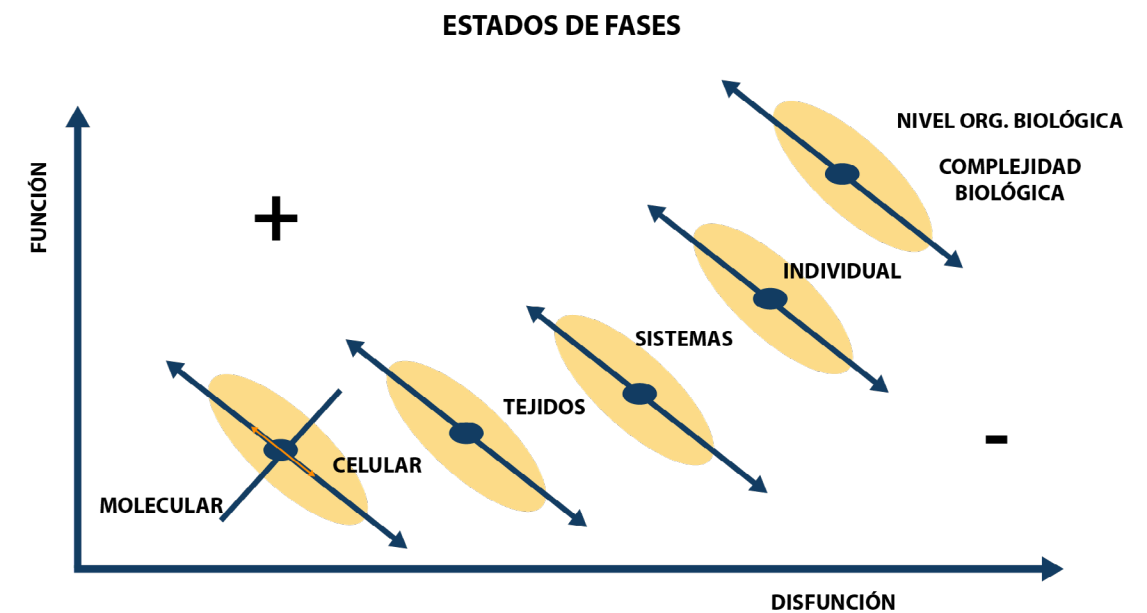 ESTADOS DE FASES
NIVEL ORG. BIOLÓGICA
COMPLEJIDAD
BIOLÓGICA
FUNCIÓN
+
INDIVIDUAL
SISTEMAS
TEJIDOS
-
CELULAR
MOLECULAR
DISFUNCIÓN